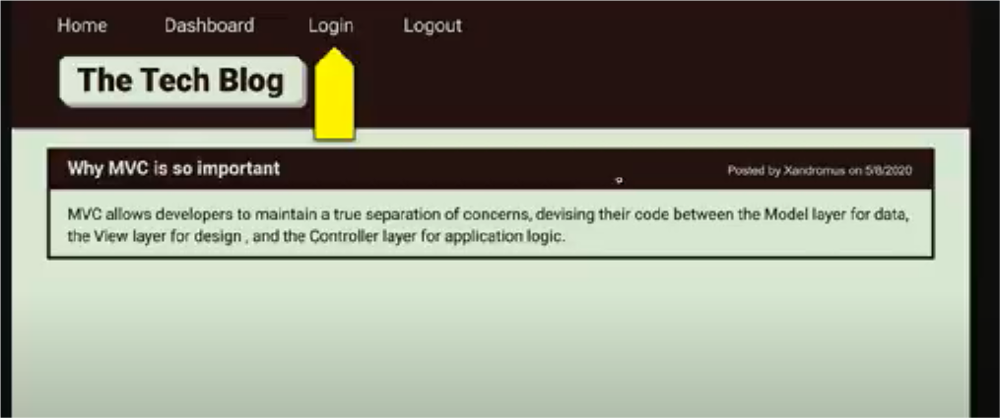 Home Dashboard Login Logout
The Tech Blog
Why MVC is so important Posted by Xandromus on 5/8/2020
MVC allows developers to maintain a true separation of concerns, devising their code between the Model layer for data,
the View layer for design , and the Controller layer for application logic.